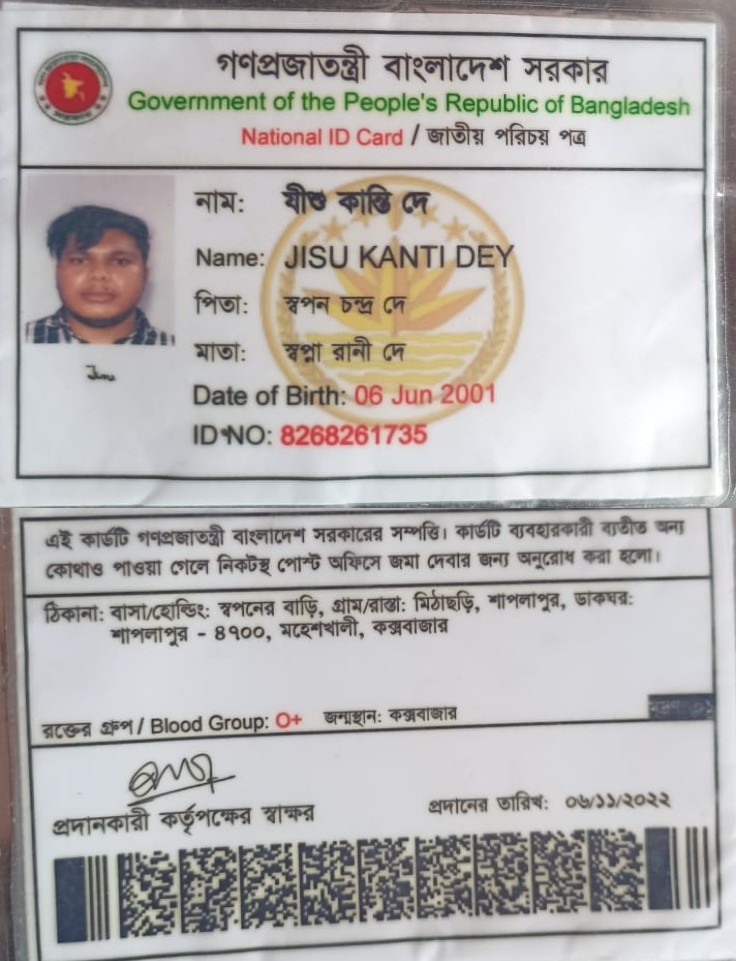 গণপ্রজাতন্ত্রী বাংলাদেশ সরকার
Government of the People's Republic of Bangladesh
National ID Card / জাতীয় পরিচয় পত্র
নাম: যীশু কান্তি দে
Name: JISU KANTI DEY
পিতা: স্বপন চন্দ্র দে
মাতা: স্বপ্না রানী দে
Date of Birth: 06 Jun 2001
ID NO: 8268261735
এই কার্ডটি গণপ্রজাতন্ত্রী বাংলাদেশ সরকারের সম্পত্তি। কার্ডটি ব্যবহারকারী ব্যতীত অন্য
কোথাও পাওয়া গেলে নিকটস্থ পোস্ট অফিসে জমা দেবার জন্য অনুরোধ করা হলো।
ঠিকানা: বাসা/হোল্ডিং: স্বপনের বাড়ি, গ্রাম/রাস্তা: মিঠাছড়ি, শাপলাপুর, ডাকঘর:
শাপলাপুর - ৪৭০০, মহেশখালী, কক্সবাজার
রক্তের গ্রুপ / Blood Group: O+ জন্মস্থান: কক্সবাজার
প্রদানকারী কর্তৃপক্ষের স্বাক্ষর
প্রদানের তারিখ: ০৬/১১/২০২২